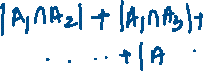 |A₁∩A₂| + |A₁∩A₃| +
. . . . + |A .